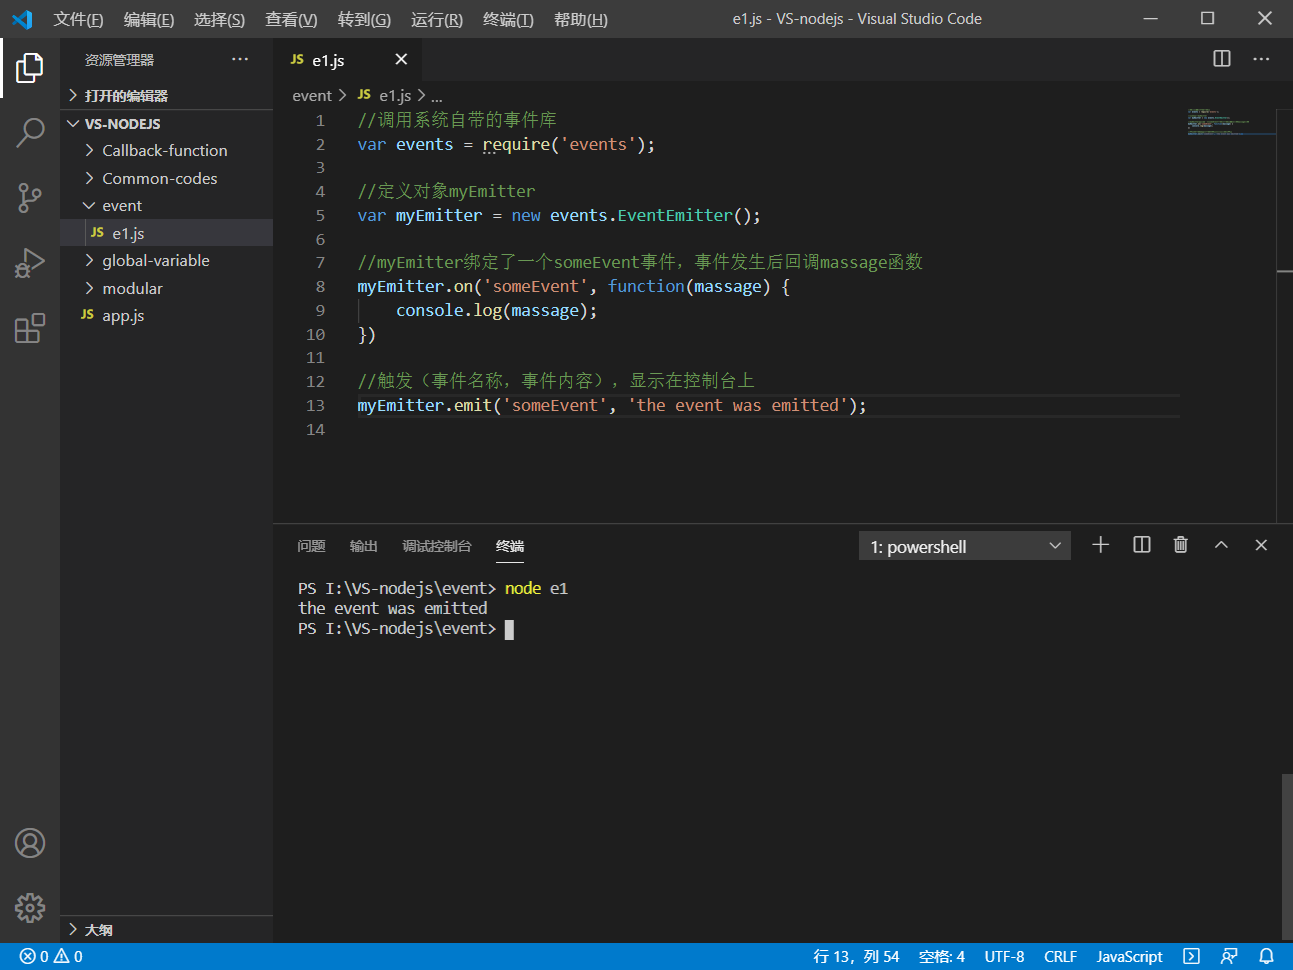 文件(F) 编辑(E) 选择(S) 查看(V) 转到(G) 运行(R) 终端(T) 帮助(H) e1.js - VS-nodejs - Visual Studio Code
资源管理器 ···
打开的编辑器
VS-NODEJS
Callback-function
Common-codes
event
JS e1.js
global-variable
modular
JS app.js
大纲
JS e1.js
event > JS e1.js > ...
1 //调用系统自带的事件库
2 var events = require('events');
3
4 //定义对象myEmitter
5 var myEmitter = new events.EventEmitter();
6
7 //myEmitter绑定了一个someEvent事件，事件发生后回调massage函数
8 myEmitter.on('someEvent', function(massage) {
9 console.log(massage);
10 })
11
12 //触发（事件名称，事件内容），显示在控制台上
13 myEmitter.emit('someEvent', 'the event was emitted');
14
问题 输出 调试控制台 终端 1: powershell
PS I:\VS-nodejs\event> node e1
the event was emitted
PS I:\VS-nodejs\event>
0 0 行 13，列 54 空格: 4 UTF-8 CRLF JavaScript